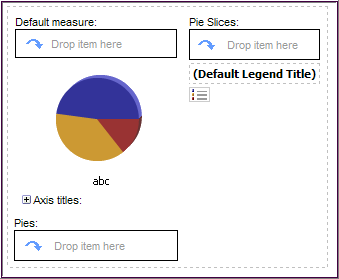 Default measure:
Drop item here
Pie Slices:
Drop item here
(Default Legend Title)
abc
Axis titles:
Pies:
Drop item here